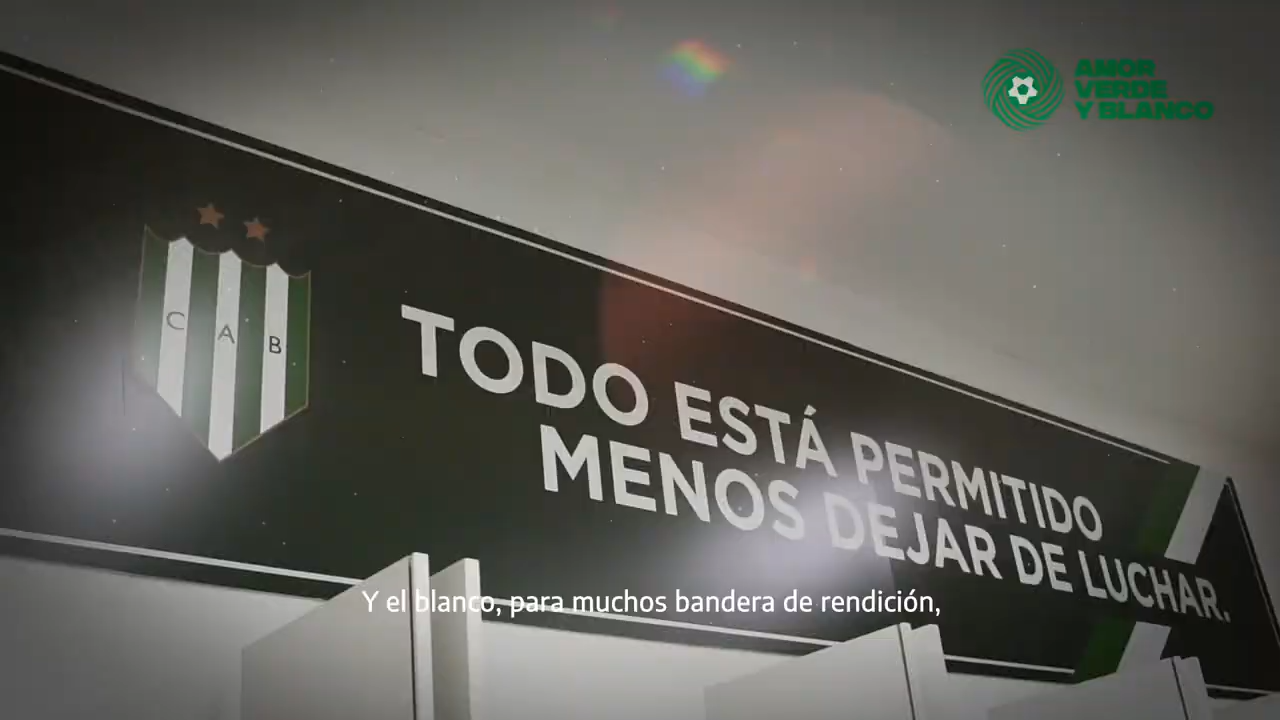 AMOR
VERDE
Y BLANCO
C A B
TODO ESTÁ PERMITIDO
MENOS DEJAR DE LUCHAR.
Y el blanco, para muchos bandera de rendición,